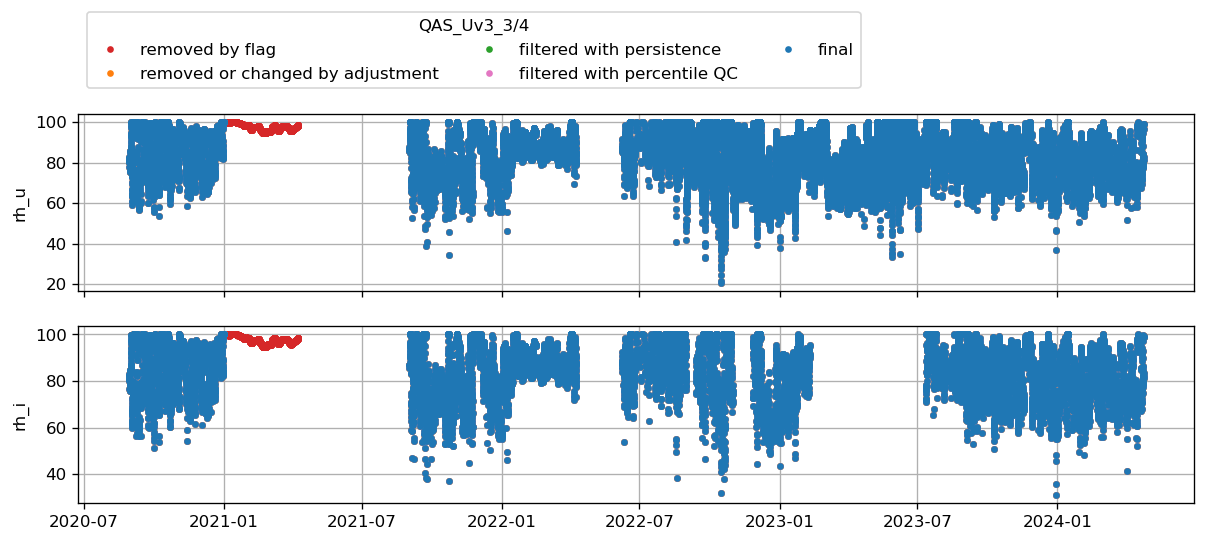 QAS_Uv3_3/4
removed by flag
filtered with persistence
final
removed or changed by adjustment
filtered with percentile QC
100
80
60
40
20
rh_u
100
80
60
40
rh_i
2020-07
2021-01
2021-07
2022-01
2022-07
2023-01
2023-07
2024-01